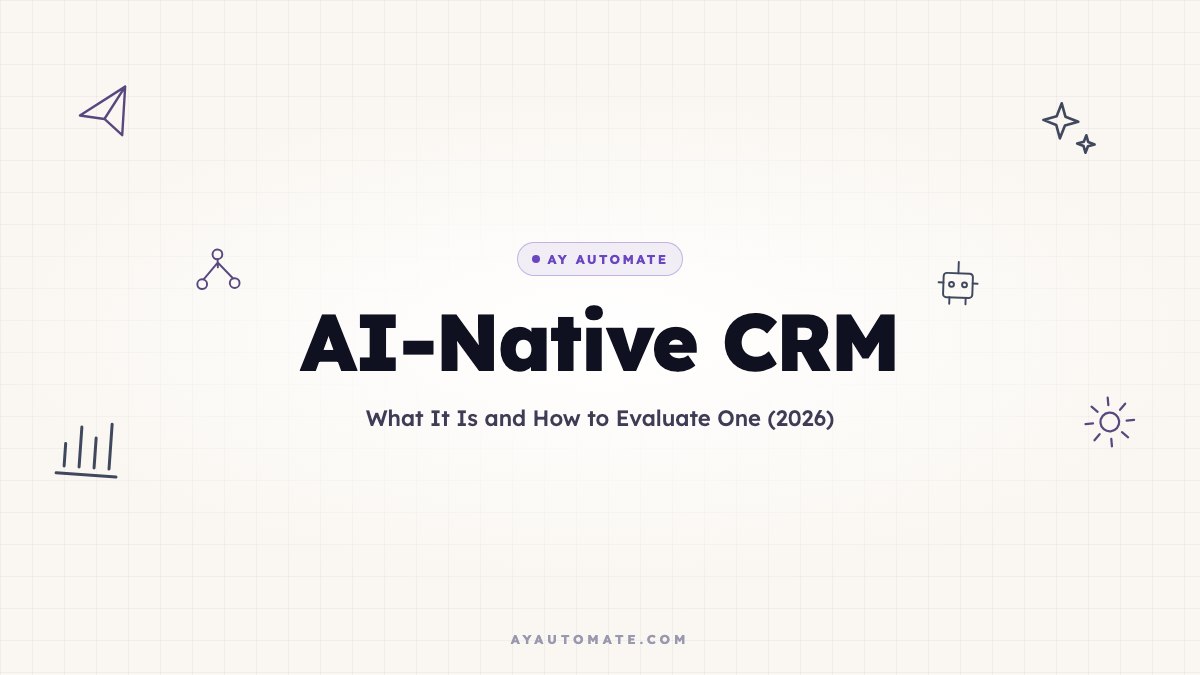 AY AUTOMATE
AI-Native CRM
What It Is and How to Evaluate One (2026)
AYAUTOMATE.COM